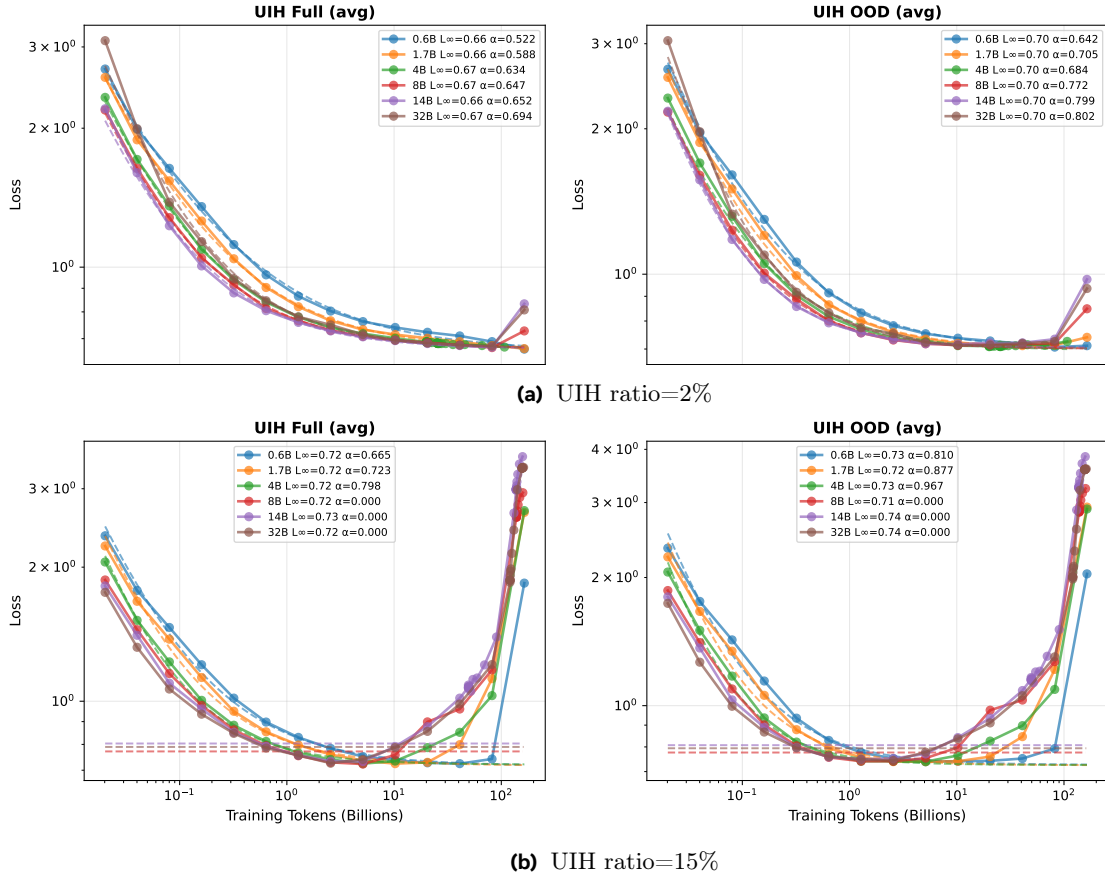 UIH Full (avg)
3 × 10⁰
2 × 10⁰
10⁰
Loss
0.6B L∞=0.66 α=0.522
1.7B L∞=0.66 α=0.588
4B L∞=0.67 α=0.634
8B L∞=0.67 α=0.647
14B L∞=0.66 α=0.652
32B L∞=0.67 α=0.694
UIH OOD (avg)
3 × 10⁰
2 × 10⁰
10⁰
Loss
0.6B L∞=0.70 α=0.642
1.7B L∞=0.70 α=0.705
4B L∞=0.70 α=0.684
8B L∞=0.70 α=0.772
14B L∞=0.70 α=0.799
32B L∞=0.70 α=0.802
(a) UIH ratio=2%
UIH Full (avg)
3 × 10⁰
2 × 10⁰
10⁰
Loss
0.6B L∞=0.72 α=0.665
1.7B L∞=0.72 α=0.723
4B L∞=0.72 α=0.798
8B L∞=0.72 α=0.000
14B L∞=0.73 α=0.000
32B L∞=0.72 α=0.000
10⁻¹ 10⁰ 10¹ 10²
Training Tokens (Billions)
UIH OOD (avg)
4 × 10⁰
3 × 10⁰
2 × 10⁰
10⁰
Loss
0.6B L∞=0.73 α=0.810
1.7B L∞=0.72 α=0.877
4B L∞=0.73 α=0.967
8B L∞=0.71 α=0.000
14B L∞=0.74 α=0.000
32B L∞=0.74 α=0.000
10⁻¹ 10⁰ 10¹ 10²
Training Tokens (Billions)
(b) UIH ratio=15%